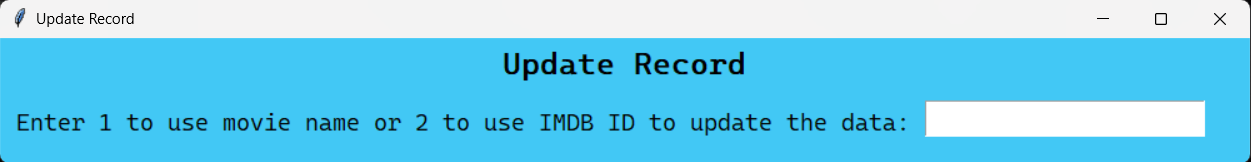 Update Record
Update Record
Enter 1 to use movie name or 2 to use IMDB ID to update the data: